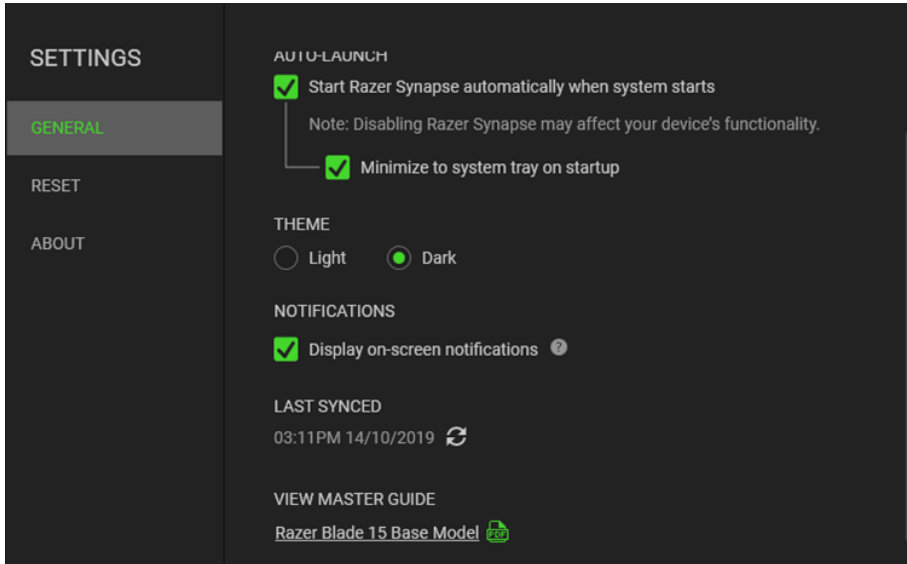 SETTINGS
GENERAL
RESET
ABOUT
AUTO-LAUNCH
Start Razer Synapse automatically when system starts
Note: Disabling Razer Synapse may affect your device’s functionality.
Minimize to system tray on startup
THEME
Light Dark
NOTIFICATIONS
Display on-screen notifications ?
LAST SYNCED
03:11PM 14/10/2019
VIEW MASTER GUIDE
Razer Blade 15 Base Model PDF